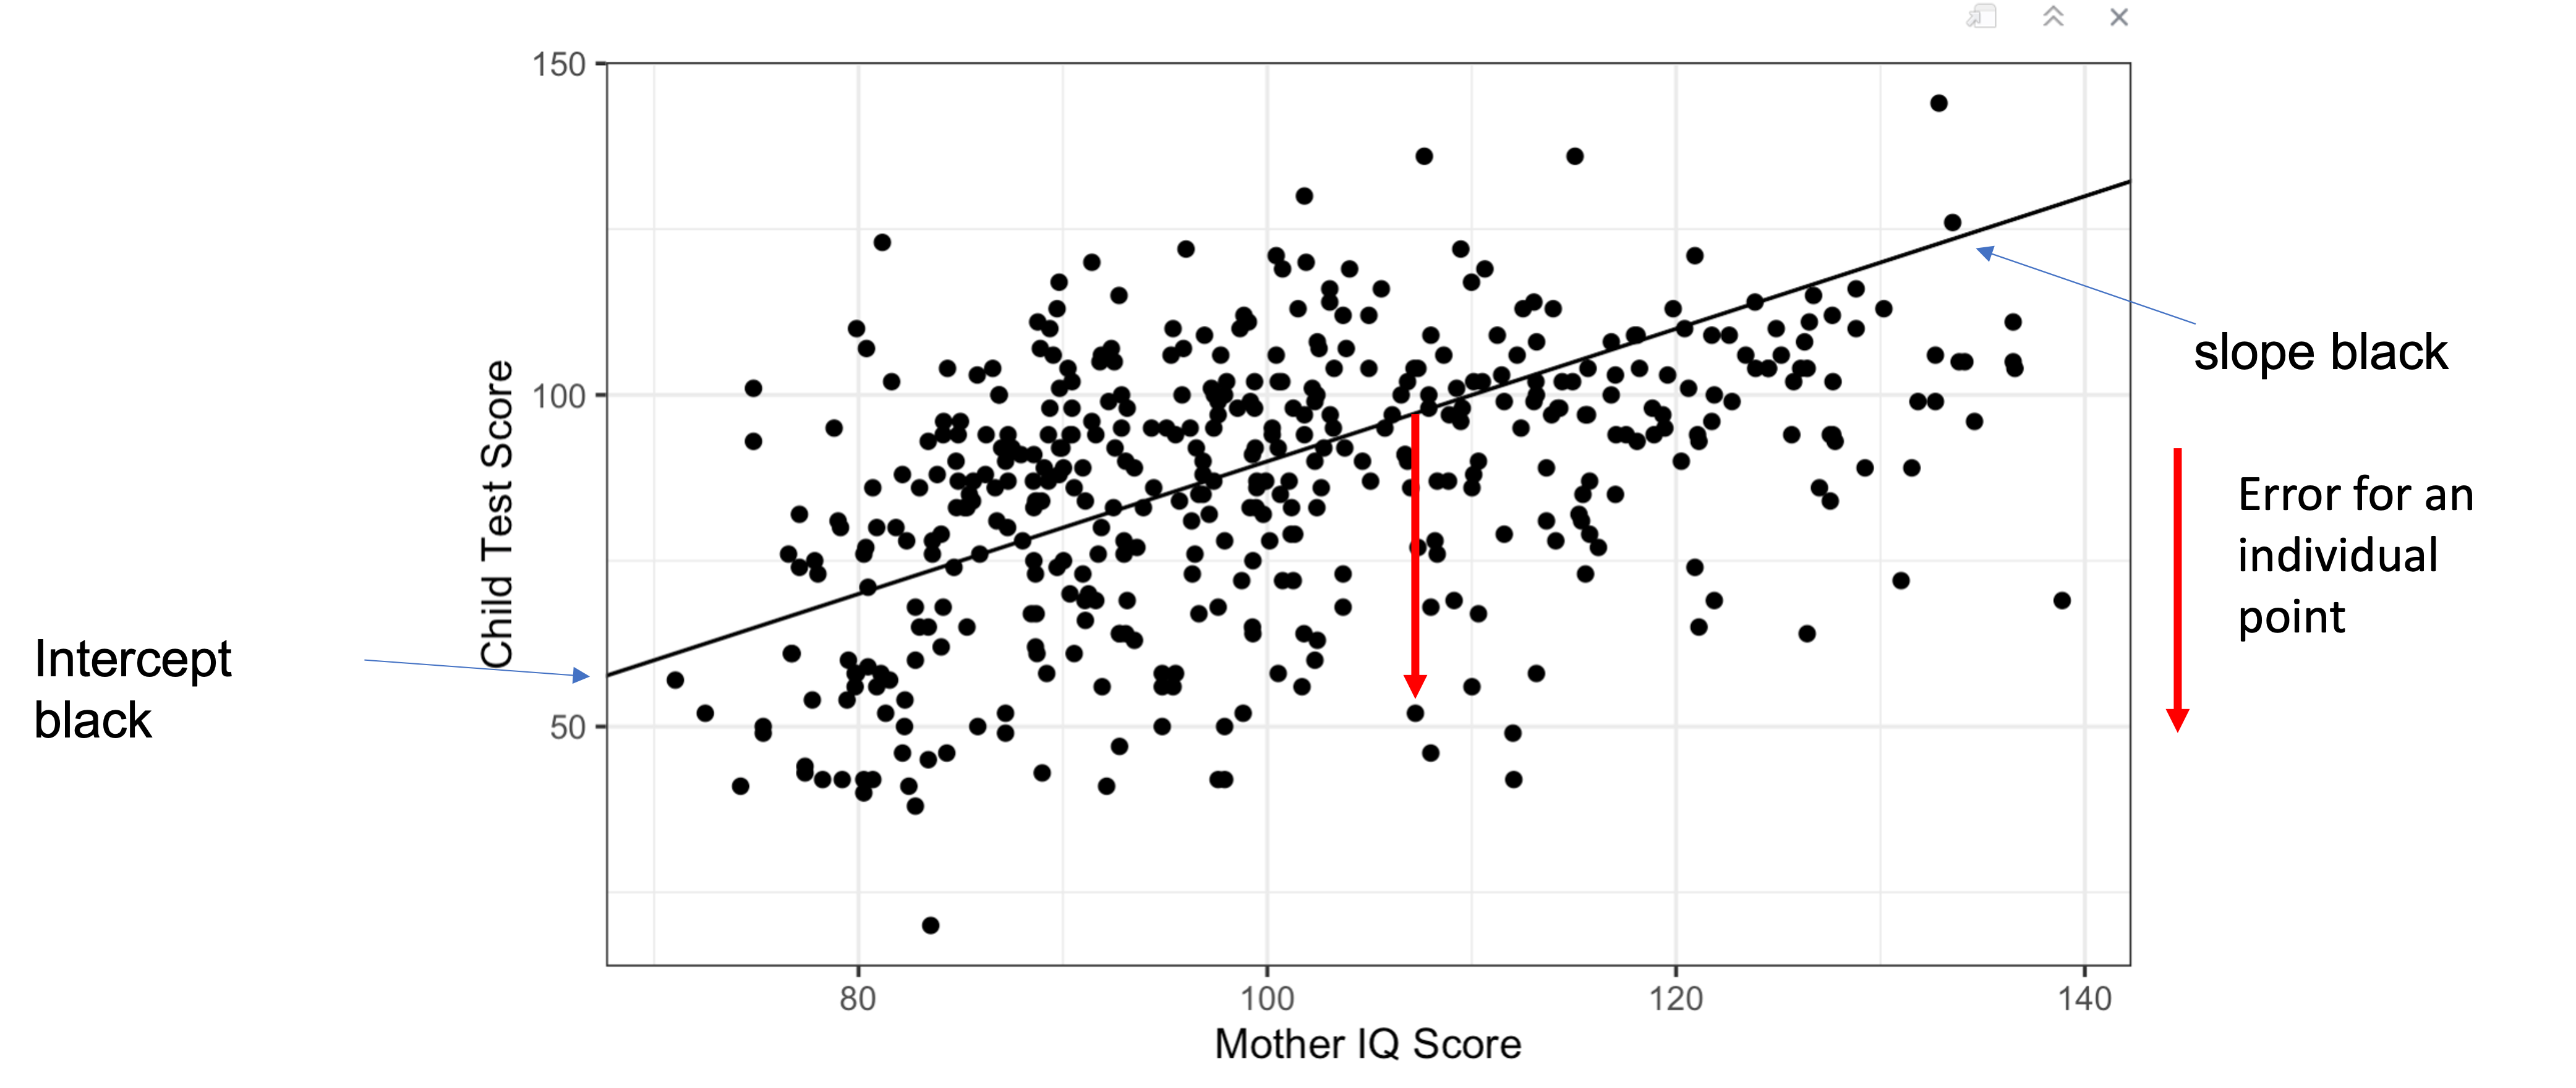 150
100
50
Child Test Score
80 100 120 140
Mother IQ Score
Intercept
black
slope black
Error for an
individual
point